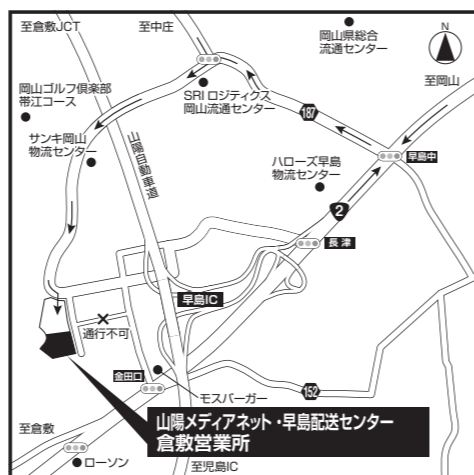 至倉敷JCT
至中庄
岡山県総合
流通センター
N
岡山ゴルフ倶楽部
帯江コース
SRI ロジティクス
岡山流通センター
至岡山
サンキ岡山
物流センター
187
山陽自動車道
ハローズ早島
物流センター
早島中
2
長津
早島IC
通行不可
金田口
モスバーガー
152
山陽メディアネット・早島配送センター
倉敷営業所
至倉敷
ローソン
至児島IC